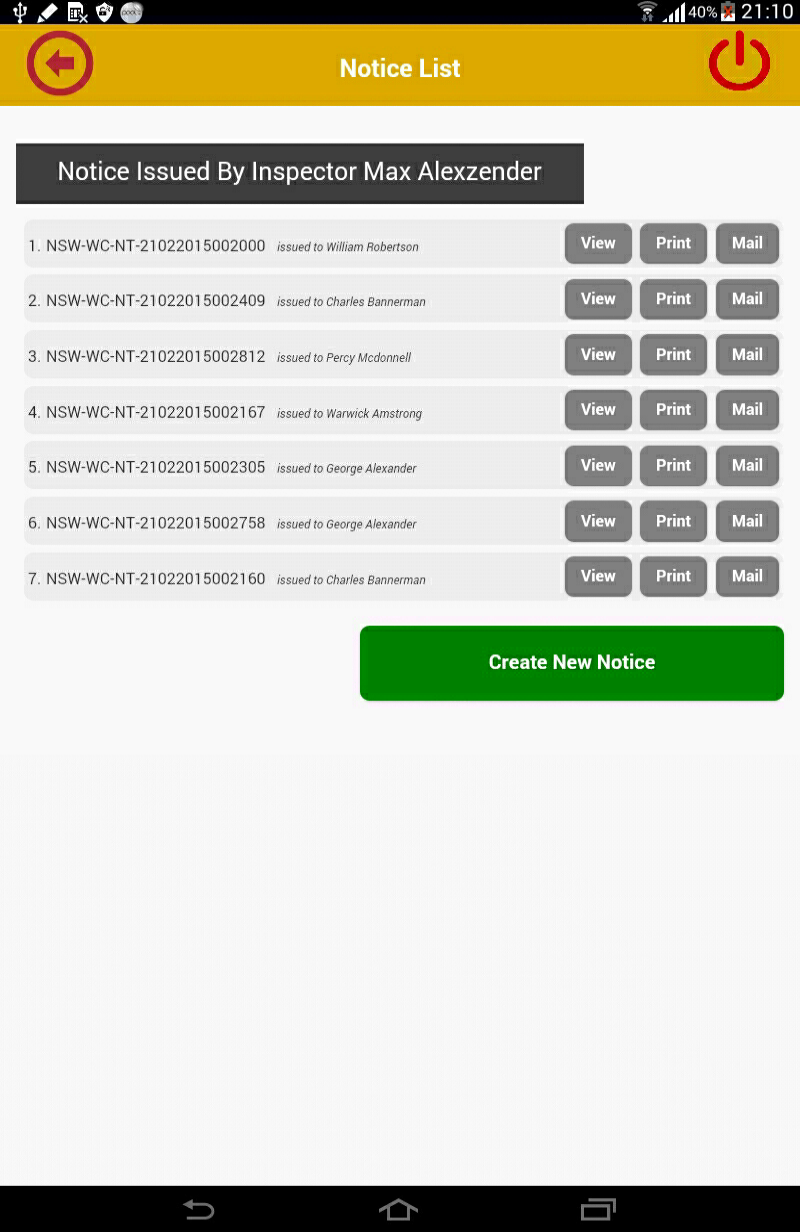 40% 21:10
Notice List
Notice Issued By Inspector Max Alexzender
1. NSW-WC-NT-21022015002000 issued to William Robertson View Print Mail
2. NSW-WC-NT-21022015002409 issued to Charles Bannerman View Print Mail
3. NSW-WC-NT-21022015002812 issued to Percy Mcdonnell View Print Mail
4. NSW-WC-NT-21022015002167 issued to Warwick Amstrong View Print Mail
5. NSW-WC-NT-21022015002305 issued to George Alexander View Print Mail
6. NSW-WC-NT-21022015002758 issued to George Alexander View Print Mail
7. NSW-WC-NT-21022015002160 issued to Charles Bannerman View Print Mail
Create New Notice